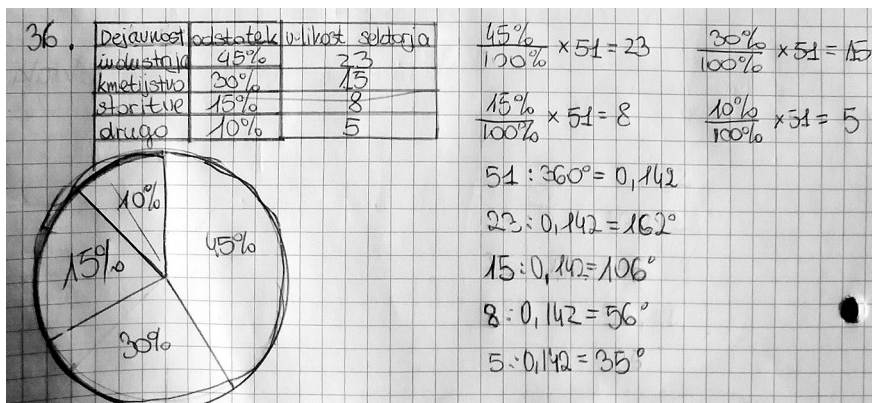 36.
Dejavnost odstatek velikost sektorja
industrija 45% 23
kmetijstvo 30% 15
storitve 15% 8
drugo 10% 5
45%/100% × 51 = 23
30%/100% × 51 = 15
15%/100% × 51 = 8
10%/100% × 51 = 5
51 : 360° = 0,142
23 : 0,142 = 162°
15 : 0,142 = 106°
8 : 0,142 = 56°
5 : 0,142 = 35°
10%
45%
15%
30%